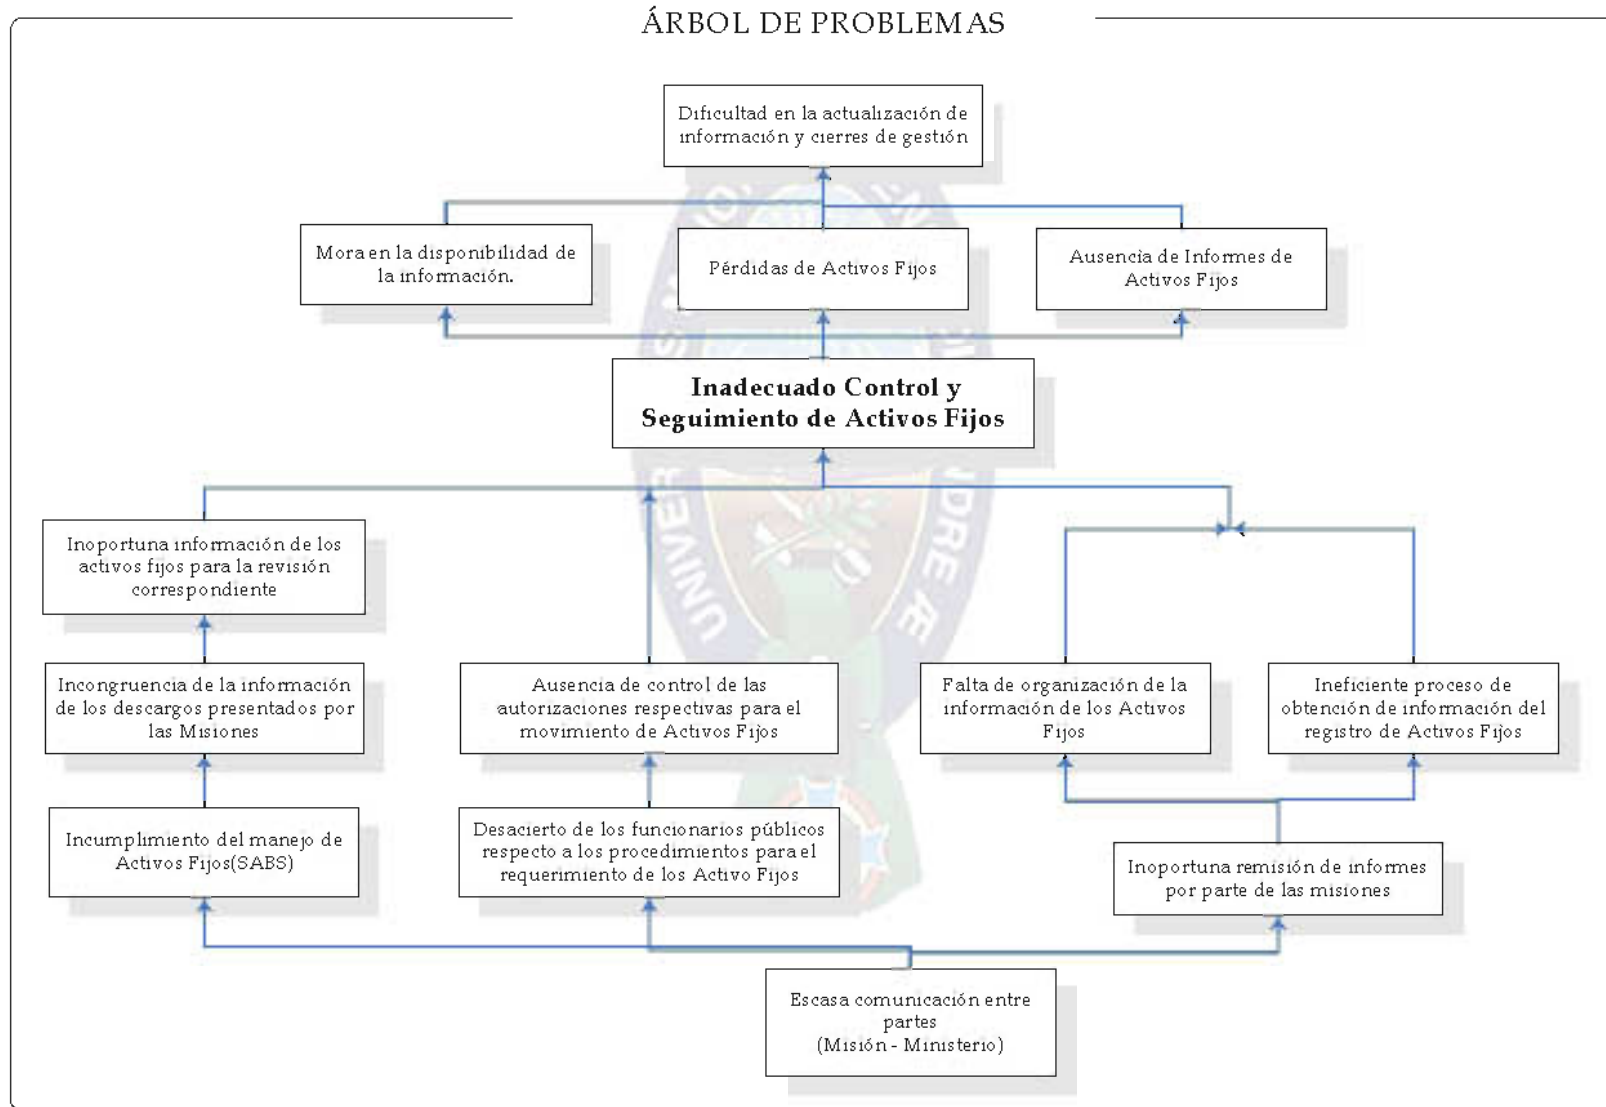 ÁRBOL DE PROBLEMAS
Dificultad en la actualización de
información y cierres de gestión
Mora en la disponibilidad de
la información.
Pérdidas de Activos Fijos
Ausencia de Informes de
Activos Fijos
Inadecuado Control y
Seguimiento de Activos Fijos
Inoportuna información de los
activos fijos para la revisión
correspondiente
Incongruencia de la información
de los descargos presentados por
las Misiones
Ausencia de control de las
autorizaciones respectivas para el
movimiento de Activos Fijos
Falta de organización de la
información de los Activos
Fijos
Ineficiente proceso de
obtención de información del
registro de Activos Fijos
Incumplimiento del manejo de
Activos Fijos(SABS)
Desacierto de los funcionarios públicos
respecto a los procedimientos para el
requerimiento de los Activo Fijos
Inoportuna remisión de informes
por parte de las misiones
Escasa comunicación entre
partes
(Misión - Ministerio)